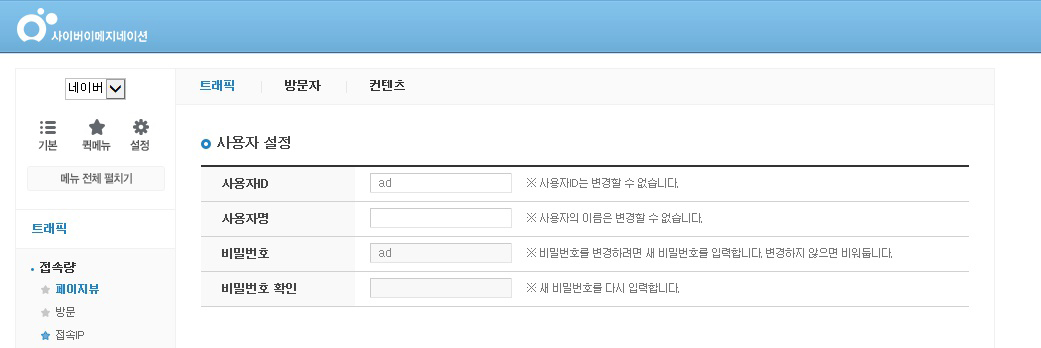 사이버이메지네이션
네이버
트래픽 방문자 컨텐츠
기본 퀵메뉴 설정
사용자 설정
메뉴 전체 펼치기
사용자ID ad ※ 사용자ID는 변경할 수 없습니다.
사용자명 ※ 사용자의 이름은 변경할 수 없습니다.
트래픽
비밀번호 ad ※ 비밀번호를 변경하려면 새 비밀번호를 입력합니다. 변경하지 않으면 비워둡니다.
접속량
비밀번호 확인 ※ 새 비밀번호를 다시 입력합니다.
페이지뷰
방문
접속IP